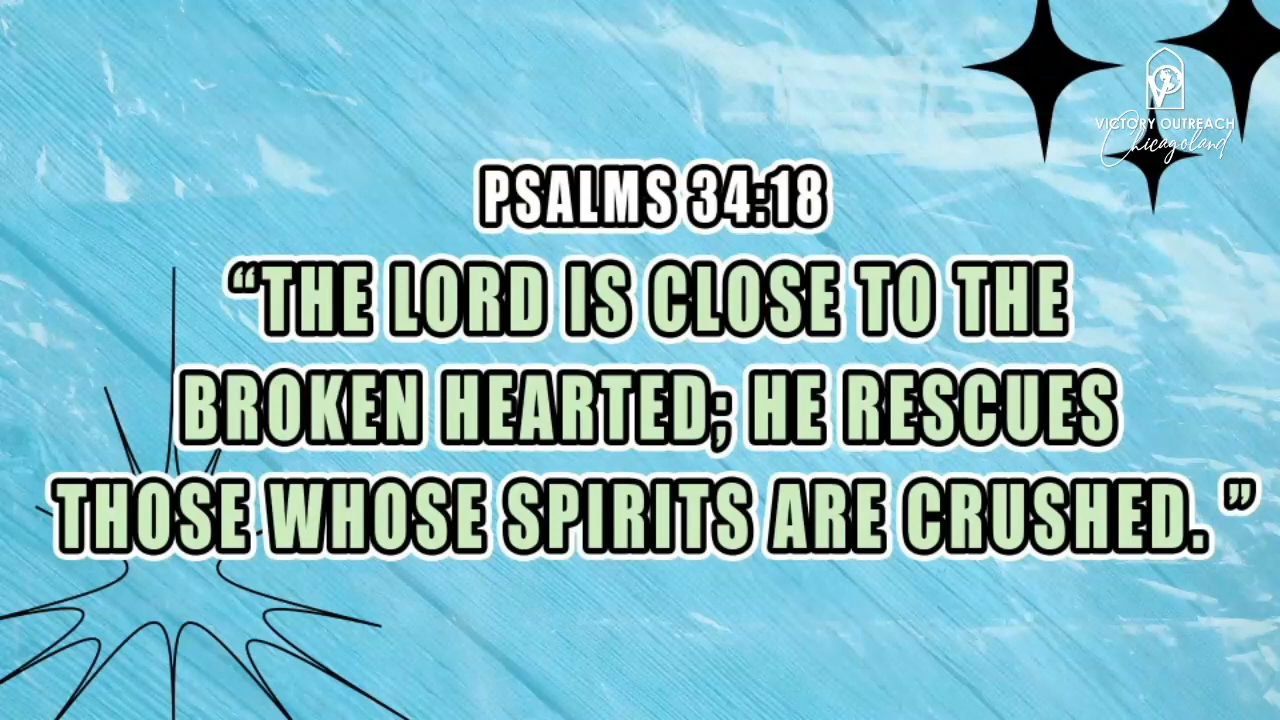 VICTORY OUTREACH
Chicagoland
PSALMS 34:18
“THE LORD IS CLOSE TO THE
BROKEN HEARTED; HE RESCUES
THOSE WHOSE SPIRITS ARE CRUSHED. ”